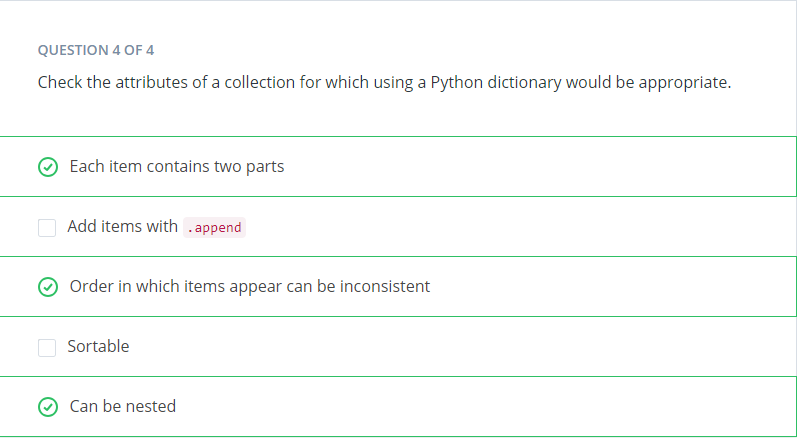 QUESTION 4 OF 4
Check the attributes of a collection for which using a Python dictionary would be appropriate.
Each item contains two parts
Add items with .append
Order in which items appear can be inconsistent
Sortable
Can be nested